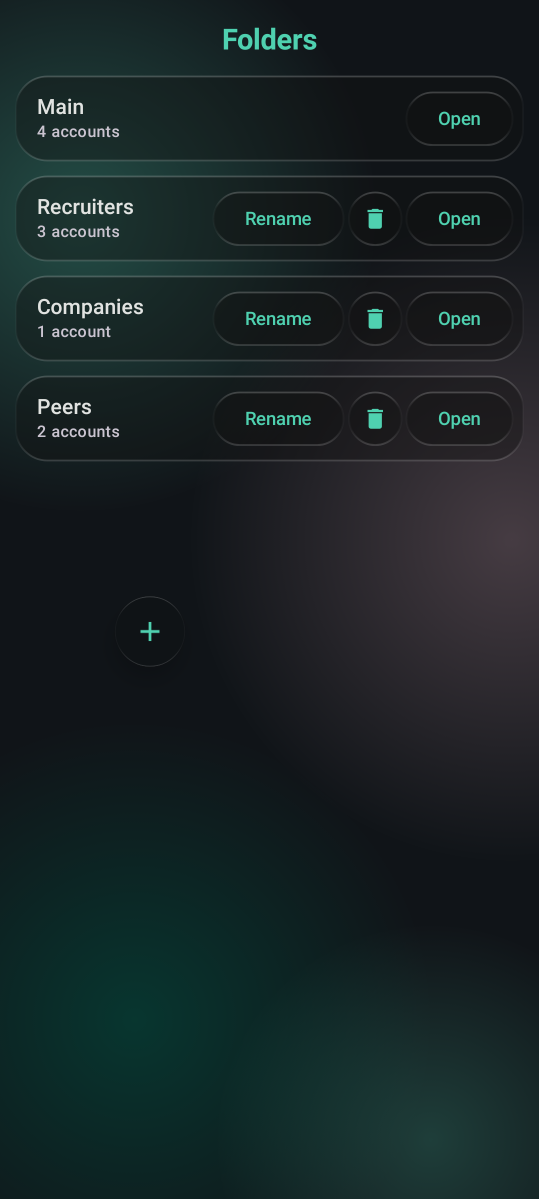 Folders
Main
4 accounts
Open
Recruiters
3 accounts
Rename
Open
Companies
1 account
Rename
Open
Peers
2 accounts
Rename
Open